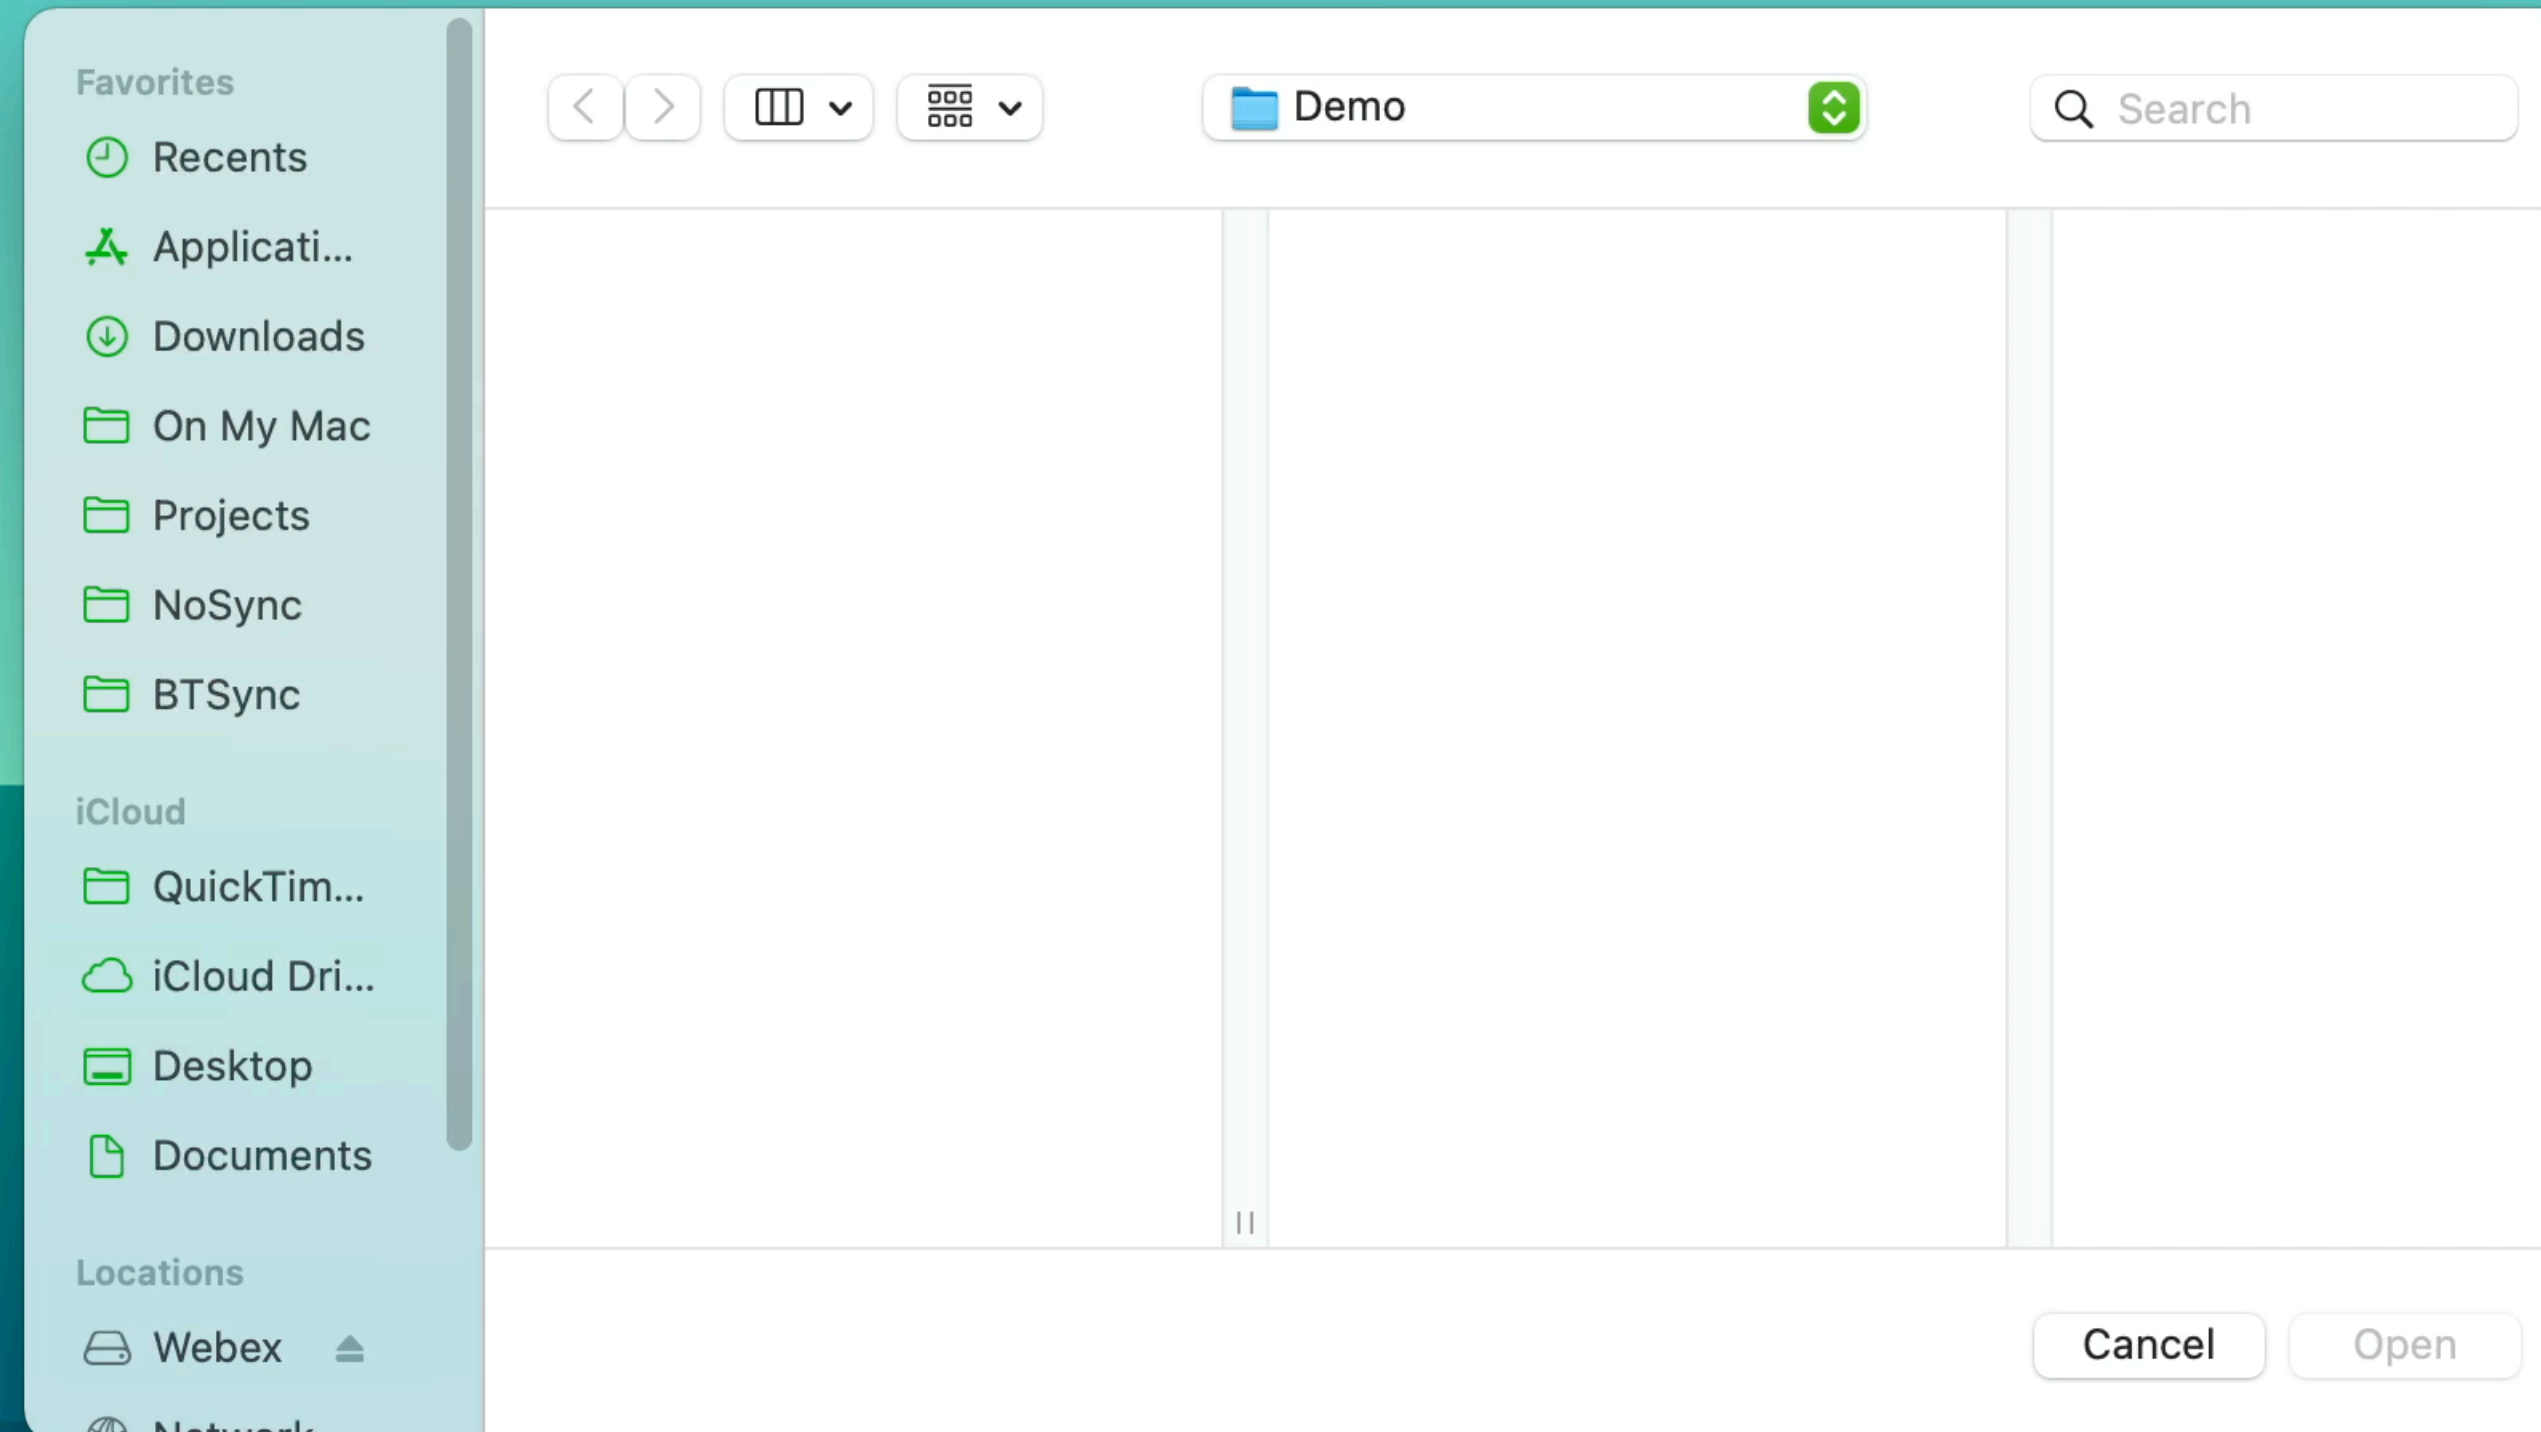 Favorites
Recents
Applicati...
Downloads
On My Mac
Projects
NoSync
BTSync
iCloud
QuickTim...
iCloud Dri...
Desktop
Documents
Locations
Webex
Network
Demo
Search
Cancel
Open